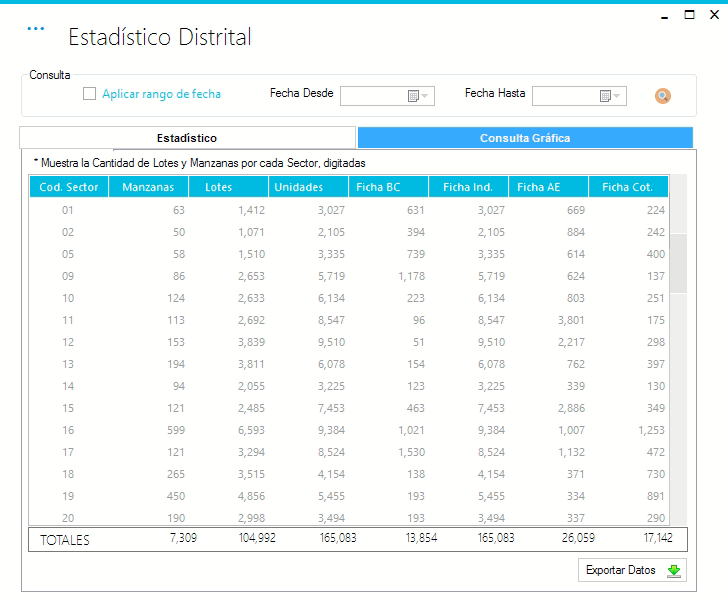 Estadístico Distrital
Consulta
Aplicar rango de fecha Fecha Desde Fecha Hasta
Estadístico Consulta Gráfica
* Muestra la Cantidad de Lotes y Manzanas por cada Sector, digitadas
Cod. Sector Manzanas Lotes Unidades Ficha BC Ficha Ind. Ficha AE Ficha Cot.
01 63 1,412 3,027 631 3,027 669 224
02 50 1,071 2,105 394 2,105 884 242
05 58 1,510 3,335 739 3,335 614 400
09 86 2,653 5,719 1,178 5,719 624 137
10 124 2,633 6,134 223 6,134 803 251
11 113 2,692 8,547 96 8,547 3,801 175
12 153 3,839 9,510 51 9,510 2,217 298
13 194 3,811 6,078 154 6,078 762 397
14 94 2,055 3,225 123 3,225 339 130
15 121 2,485 7,453 463 7,453 2,886 349
16 599 6,593 9,384 1,021 9,384 1,007 1,253
17 121 3,294 8,524 1,530 8,524 1,132 472
18 265 3,515 4,154 138 4,154 371 730
19 450 4,856 5,455 193 5,455 334 891
20 190 2,998 3,494 193 3,494 337 290
TOTALES 7,309 104,992 165,083 13,854 165,083 26,059 17,142
Exportar Datos